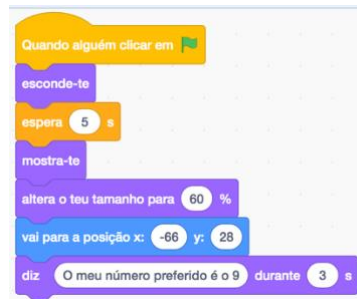 Quando alguém clicar em
esconde-te
espera 5 s
mostra-te
altera o teu tamanho para 60 %
vai para a posição x: -66 y: 28
diz O meu número preferido é o 9 durante 3 s